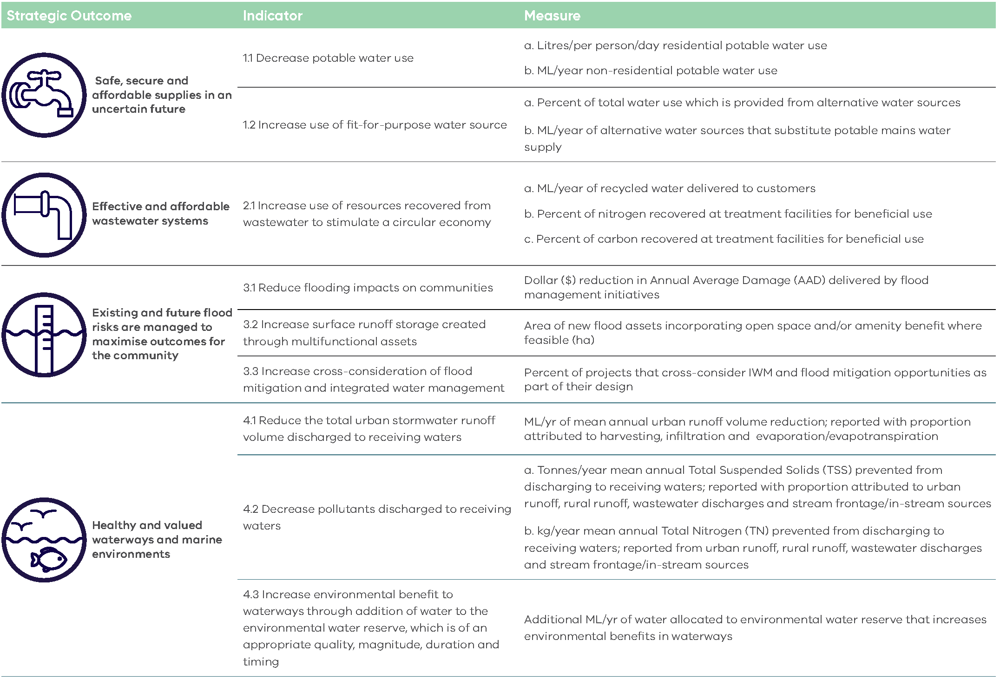 Strategic Outcome Indicator Measure
Safe, secure and
affordable supplies in an
uncertain future
1.1 Decrease potable water use
a. Litres/per person/day residential potable water use
b. ML/year non-residential potable water use
1.2 Increase use of fit-for-purpose water source
a. Percent of total water use which is provided from alternative water sources
b. ML/year of alternative water sources that substitute potable mains water
supply
Effective and affordable
wastewater systems
2.1 Increase use of resources recovered from
wastewater to stimulate a circular economy
a. ML/year of recycled water delivered to customers
b. Percent of nitrogen recovered at treatment facilities for beneficial use
c. Percent of carbon recovered at treatment facilities for beneficial use
Existing and future flood
risks are managed to
maximise outcomes for
the community
3.1 Reduce flooding impacts on communities
Dollar ($) reduction in Annual Average Damage (AAD) delivered by flood
management initiatives
3.2 Increase surface runoff storage created
through multifunctional assets
Area of new flood assets incorporating open space and/or amenity benefit where
feasible (ha)
3.3 Increase cross-consideration of flood
mitigation and integrated water management
Percent of projects that cross-consider IWM and flood mitigation opportunities as
part of their design
Healthy and valued
waterways and marine
environments
4.1 Reduce the total urban stormwater runoff
volume discharged to receiving waters
ML/yr of mean annual urban runoff volume reduction; reported with proportion
attributed to harvesting, infiltration and evaporation/evapotranspiration
4.2 Decrease pollutants discharged to receiving
waters
a. Tonnes/year mean annual Total Suspended Solids (TSS) prevented from
discharging to receiving waters; reported with proportion attributed to urban
runoff, rural runoff, wastewater discharges and stream frontage/in-stream sources
b. kg/year mean annual Total Nitrogen (TN) prevented from discharging to
receiving waters; reported from urban runoff, rural runoff, wastewater discharges
and stream frontage/in-stream sources
4.3 Increase environmental benefit to
waterways through addition of water to the
environmental water reserve, which is of an
appropriate quality, magnitude, duration and
timing
Additional ML/yr of water allocated to environmental water reserve that increases
environmental benefits in waterways